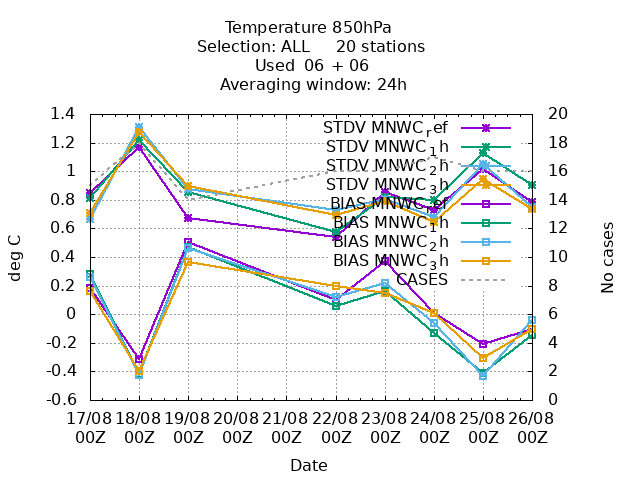 Temperature 850hPa
Selection: ALL 20 stations
Used 06 + 06
Averaging window: 24h
1.4
1.2
1
0.8
0.6
0.4
0.2
0
-0.2
-0.4
-0.6
deg C
20
18
16
14
12
10
8
6
4
2
0
No cases
STDV MNWC_ref
STDV MNWC_1h
STDV MNWC_2h
STDV MNWC_3h
BIAS MNWC_ref
BIAS MNWC_1h
BIAS MNWC_2h
BIAS MNWC_3h
CASES
17/08 18/08 19/08 20/08 21/08 22/08 23/08 24/08 25/08 26/08
00Z 00Z 00Z 00Z 00Z 00Z 00Z 00Z 00Z 00Z
Date